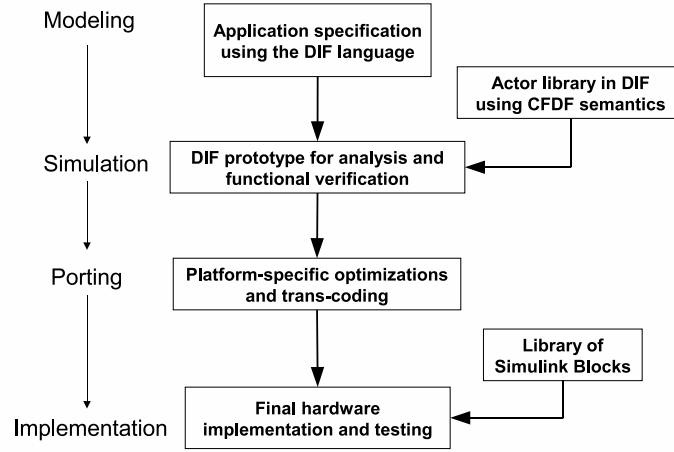 Modeling
Application specification
using the DIF language
Actor library in DIF
using CFDF semantics
Simulation
DIF prototype for analysis and
functional verification
Porting
Platform-specific optimizations
and trans-coding
Library of
Simulink Blocks
Implementation
Final hardware
implementation and testing